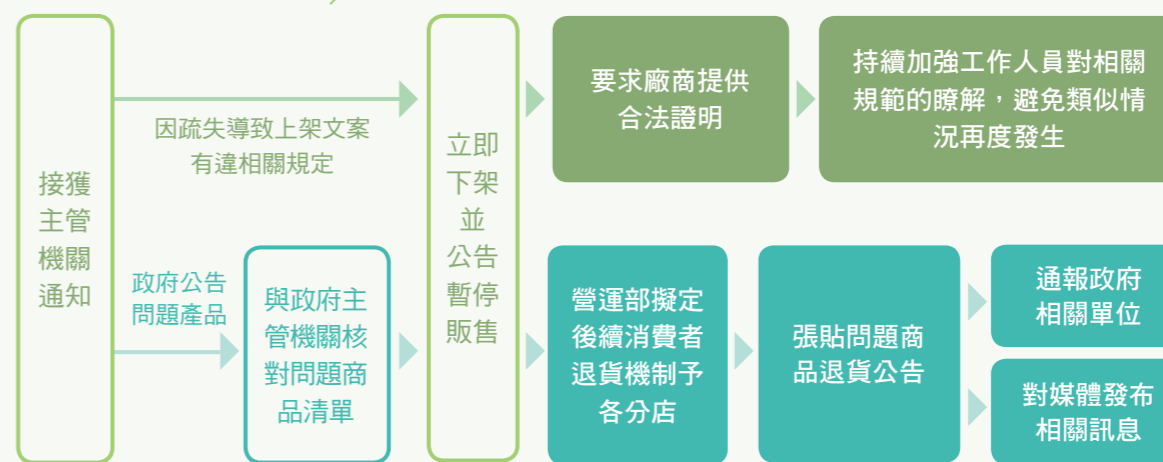 接獲
主管
機關
通知
因疏失導致上架文案
有違相關規定
政府公告
問題產品
與政府主
管機關核
對問題商
品清單
立即
下架
並
公告
暫停
販售
要求廠商提供
合法證明
持續加強工作人員對相關
規範的瞭解，避免類似情
況再度發生
營運部擬定
後續消費者
退貨機制予
各分店
張貼問題商
品退貨公告
通報政府
相關單位
對媒體發布
相關訊息